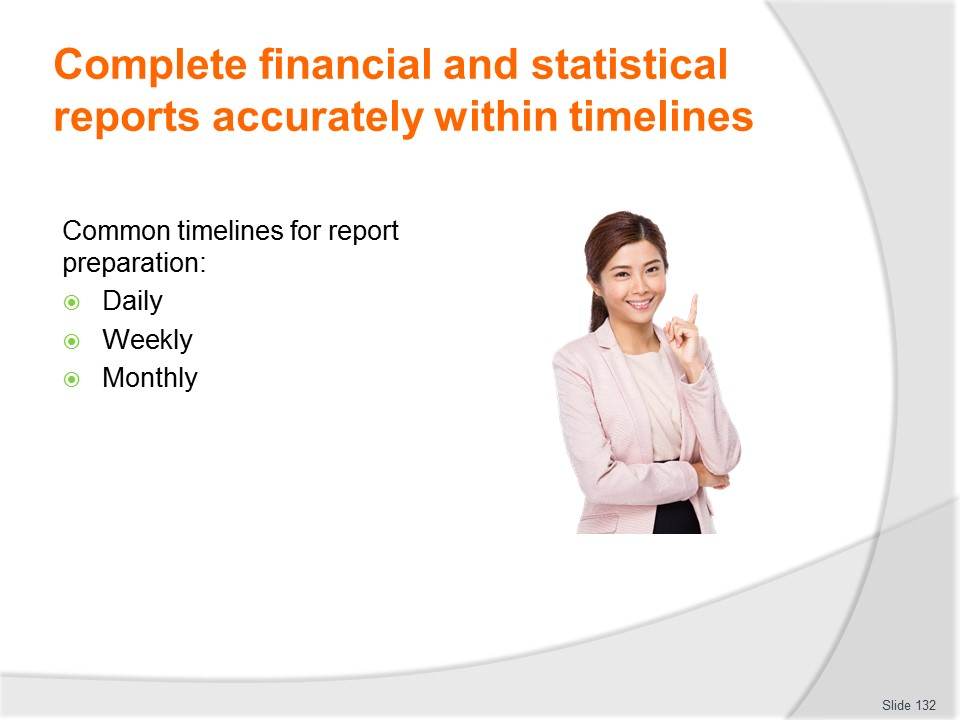 Complete financial and statistical
reports accurately within timelines
Common timelines for report
preparation:
Daily
Weekly
Monthly
Slide 132